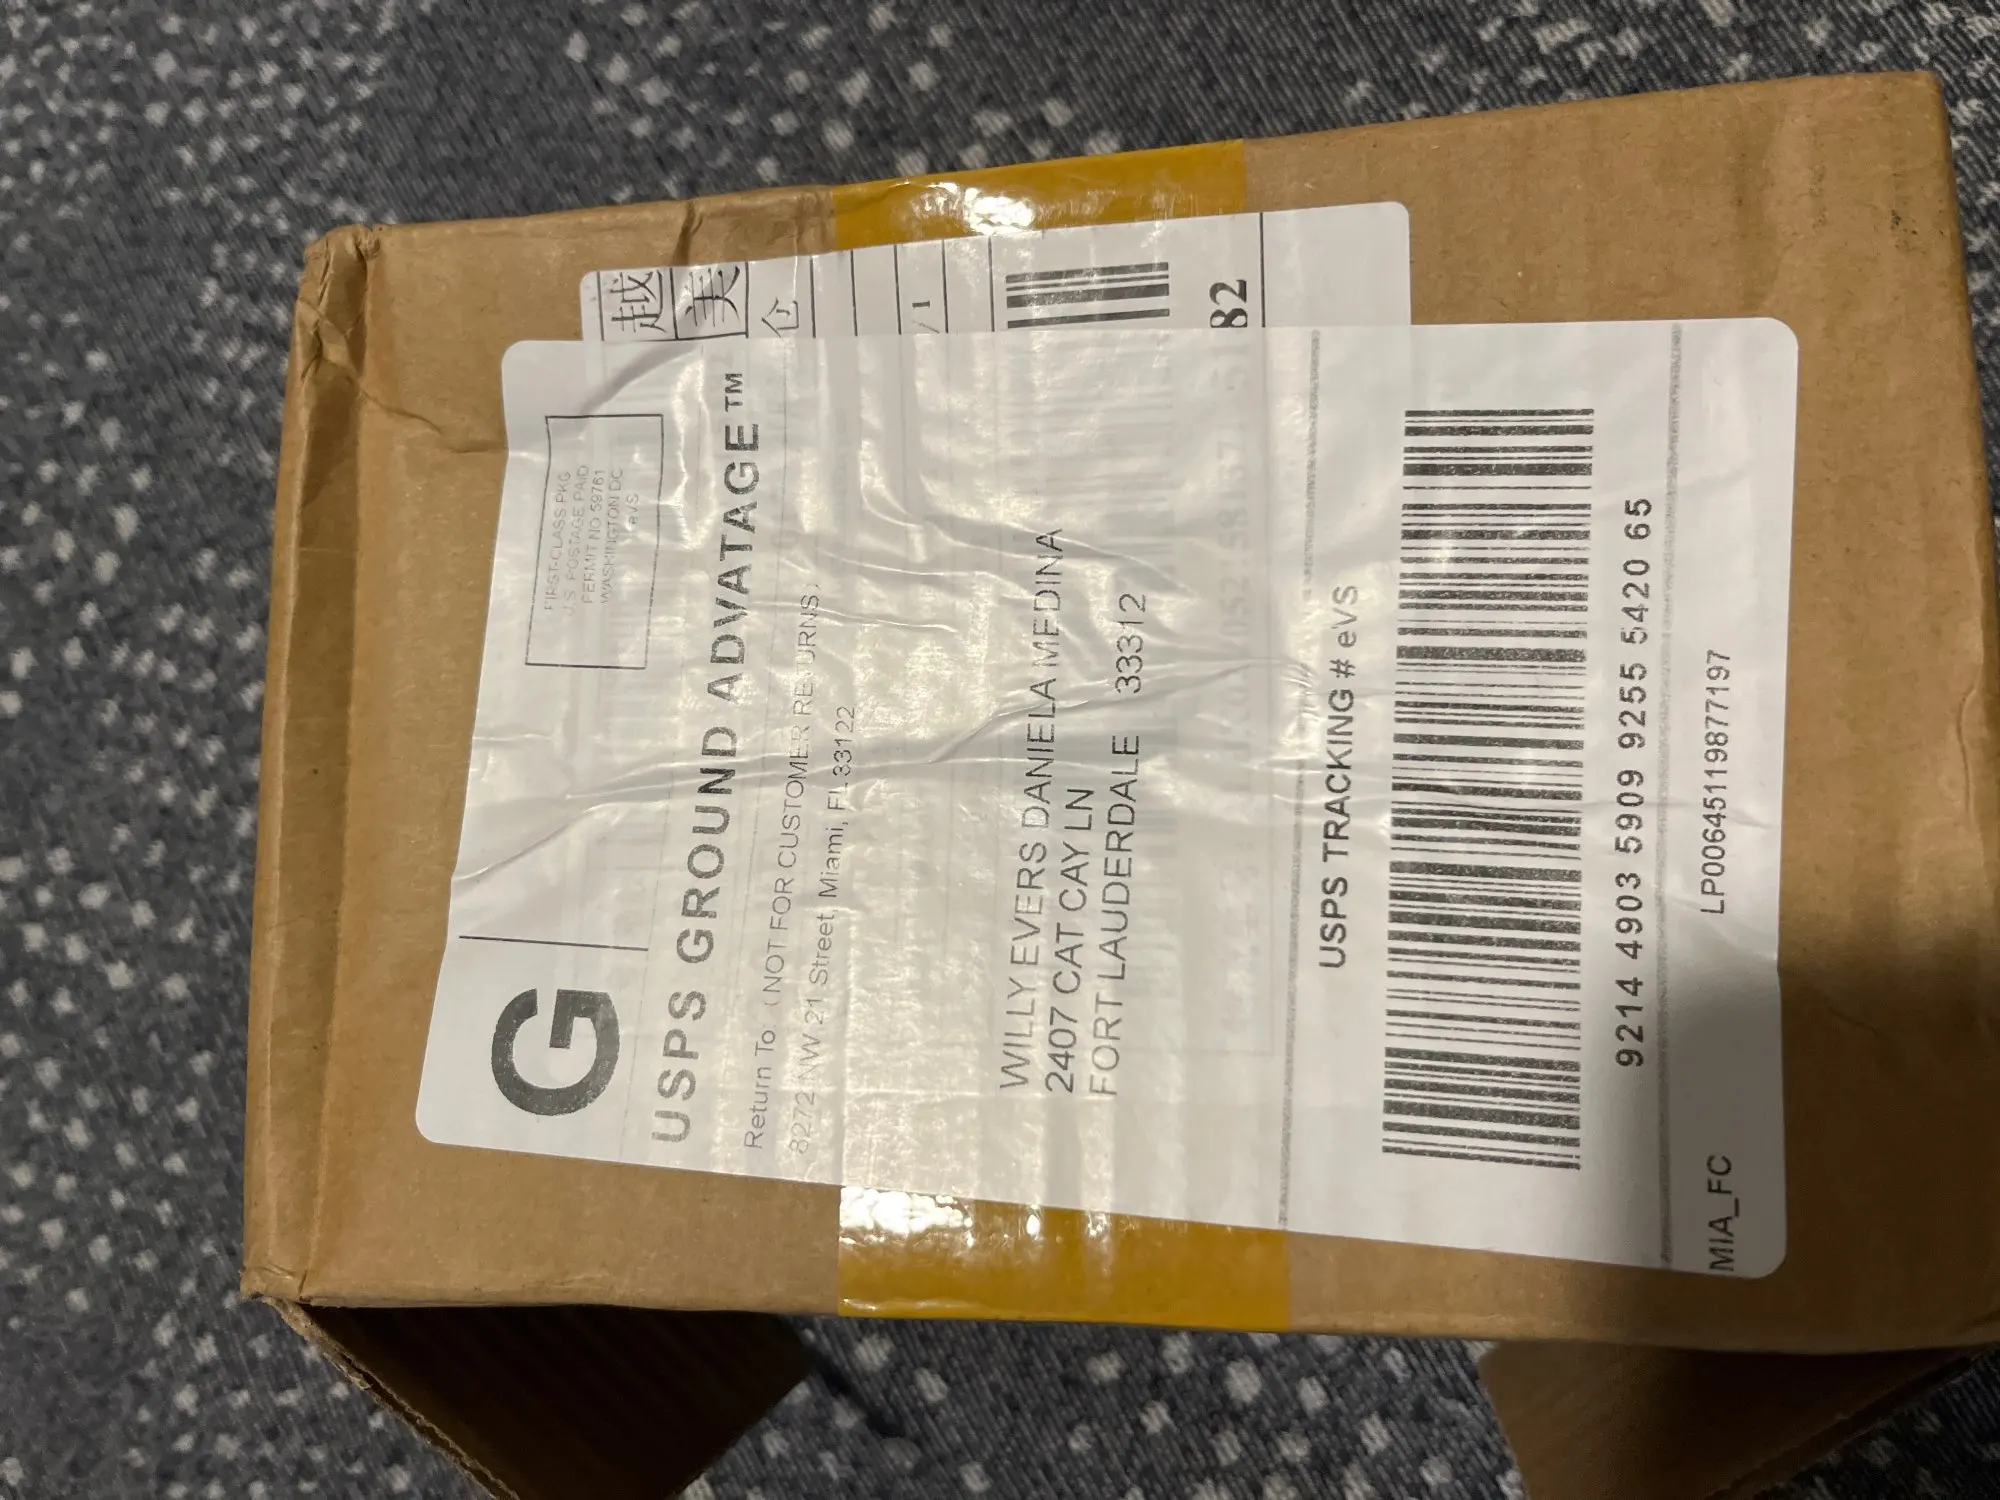 越
美
仓
/ 1
82
G
FIRST-CLASS PKG
U.S. POSTAGE PAID
PERMIT NO 59761
WASHINGTON DC
eVS
USPS GROUND ADVATAGE™
Return To (NOT FOR CUSTOMER RETURNS)
8272 NW 21 Street, Miami, FL 33122
WILLY EVERS DANIELA MEDINA
2407 CAT CAY LN
FORT LAUDERDALE 33312
USPS TRACKING # eVS
9214 4903 5909 9255 5420 65
LP00645119877197
MIA_FC